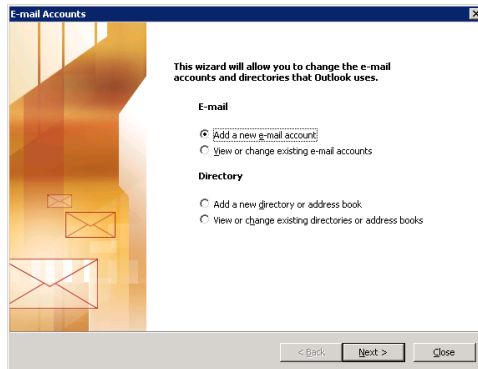 E-mail Accounts
This wizard will allow you to change the e-mail
accounts and directories that Outlook uses.
E-mail
Add a new e-mail account
View or change existing e-mail accounts
Directory
Add a new directory or address book
View or change existing directories or address books
< Back Next > Close